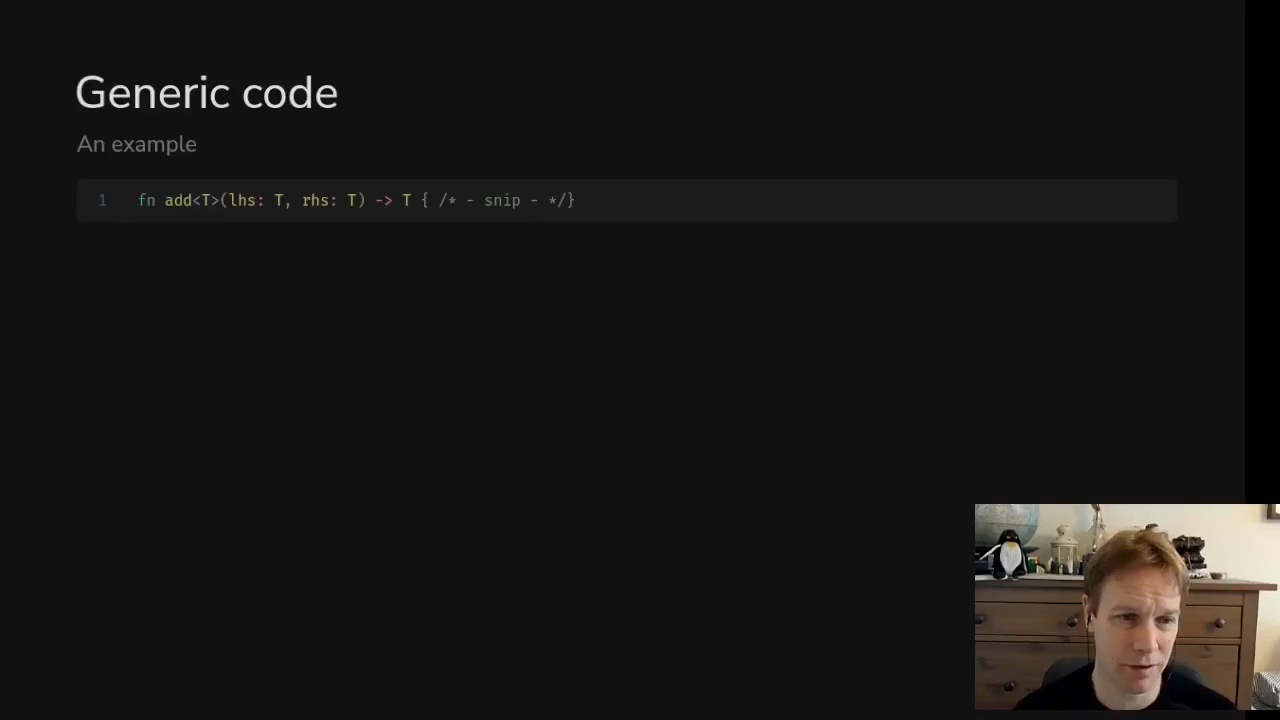 Generic code
An example
1 fn add<T>(lhs: T, rhs: T) -> T { /* - snip - */}